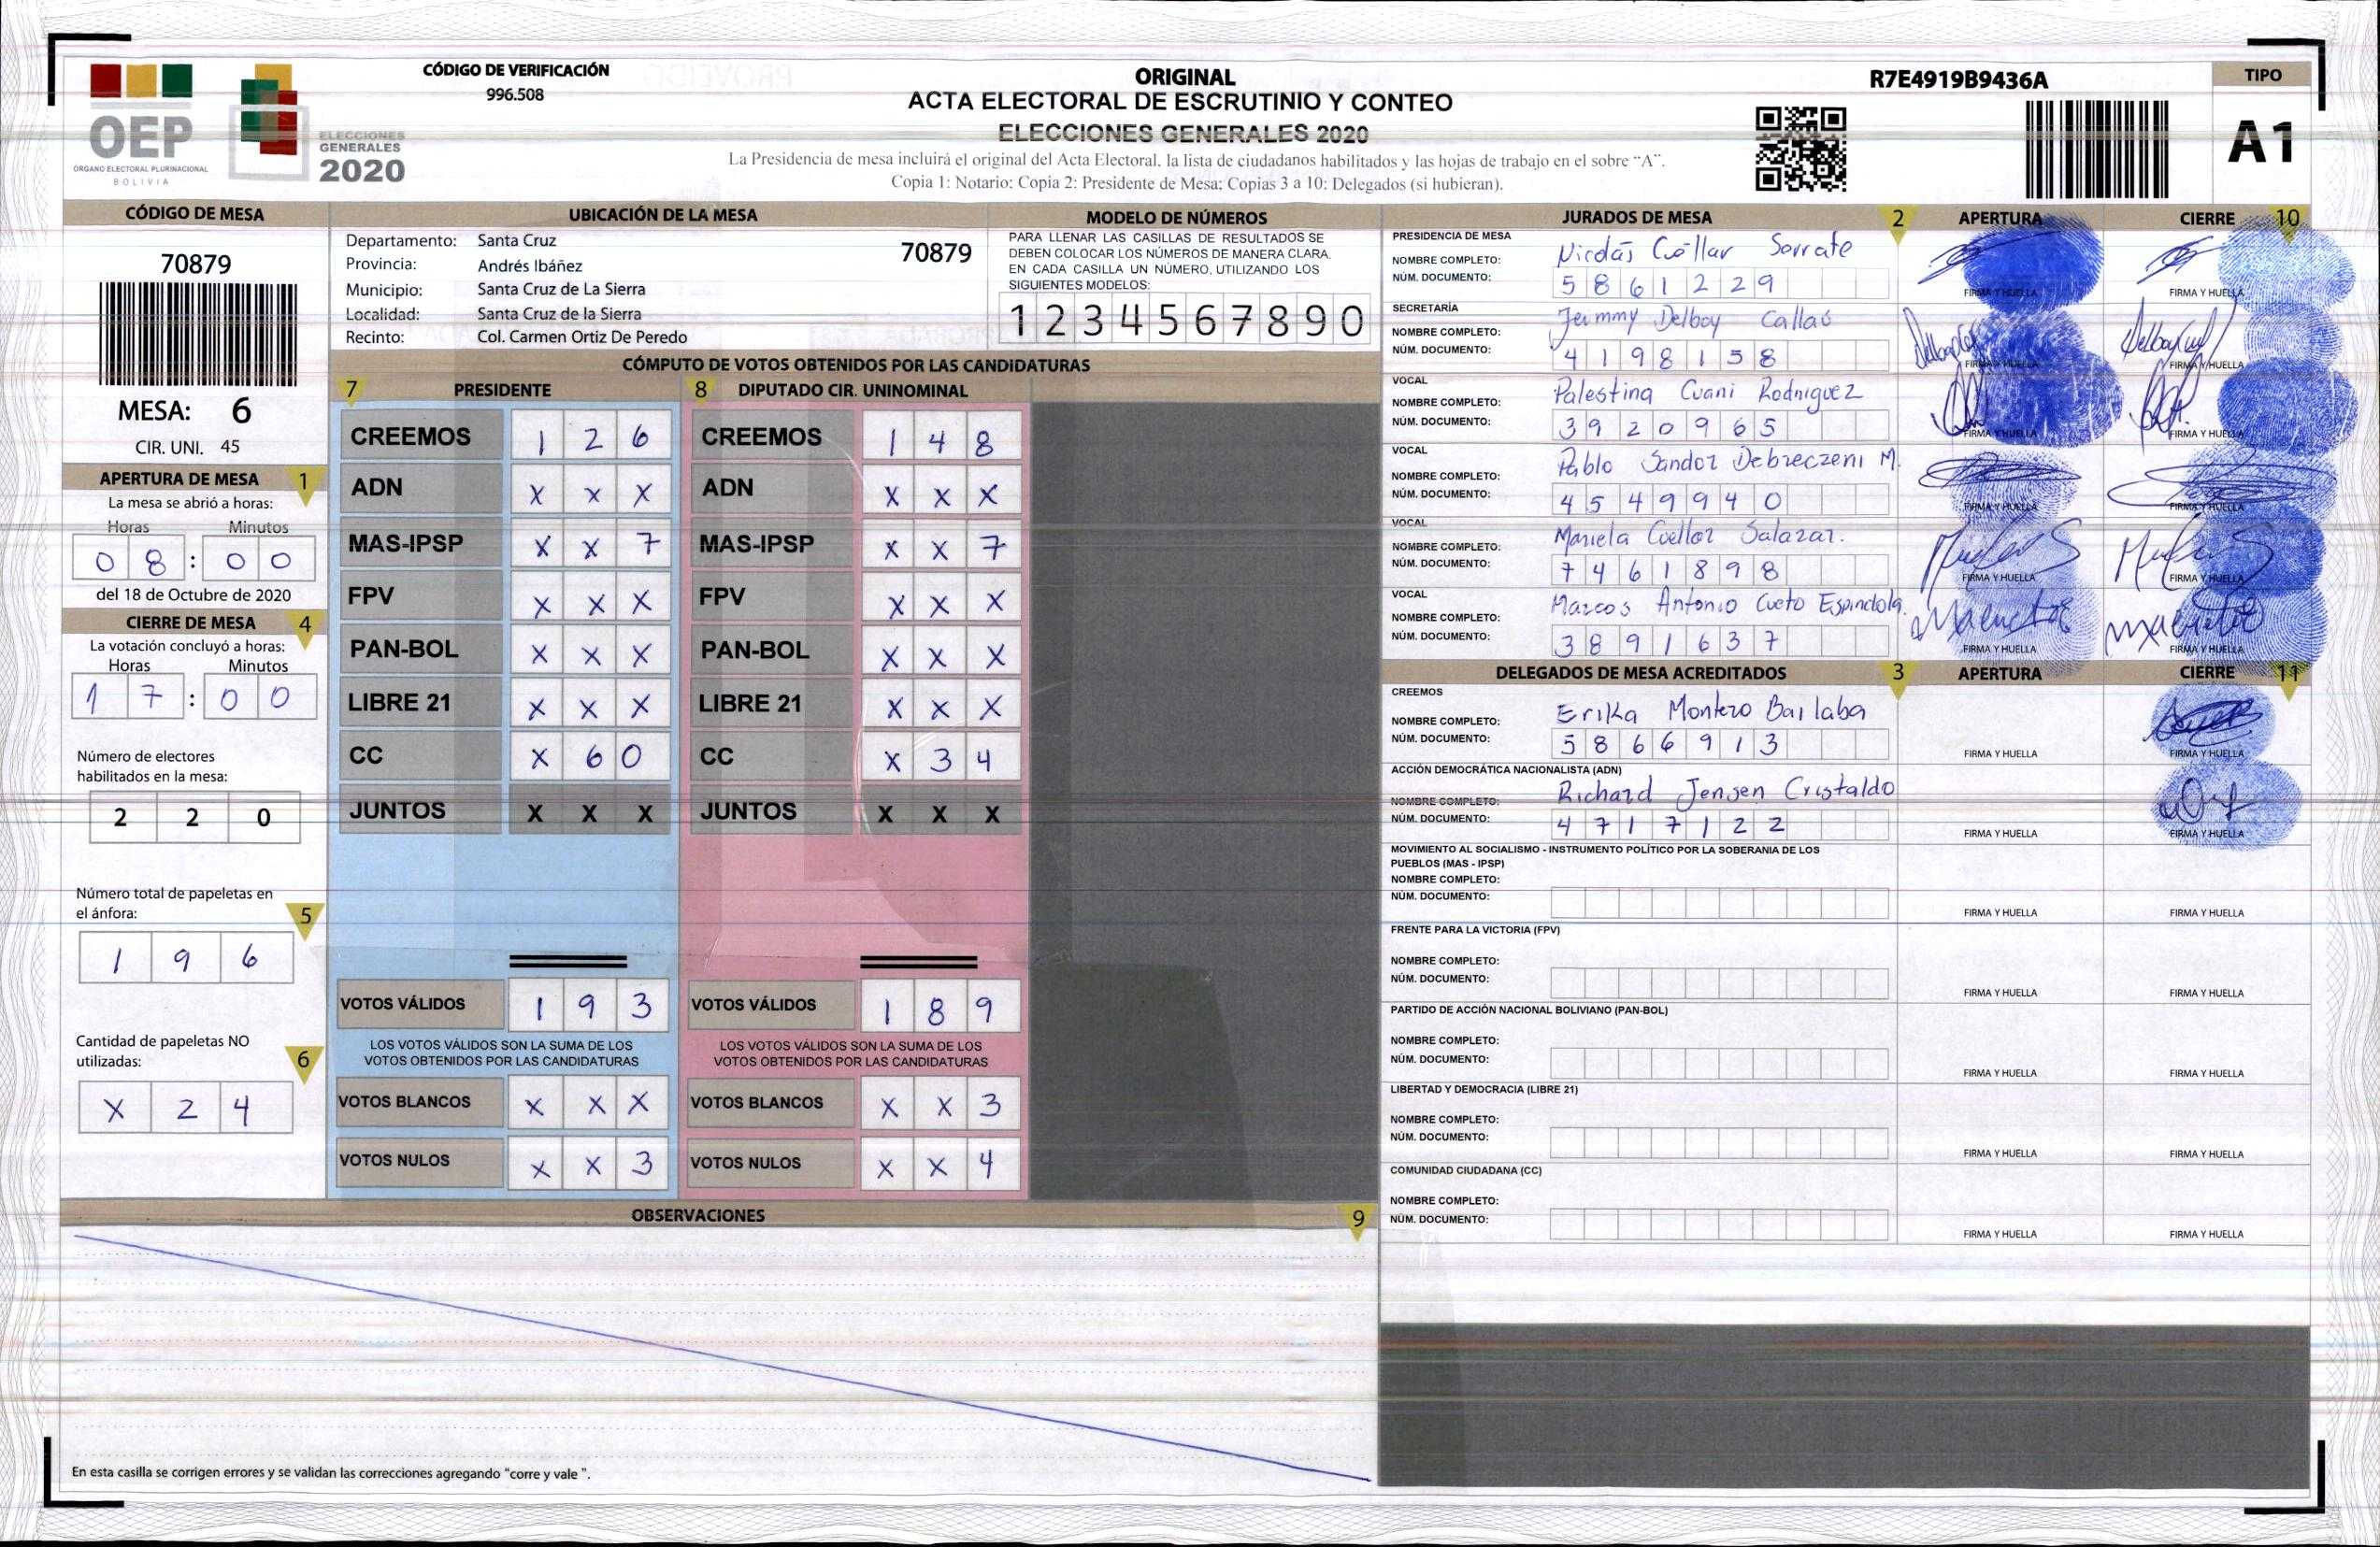 CÓDIGO DE VERIFICACIÓN
996.508
OEP
ORGANO ELECTORAL PLURINACIONAL
BOLIVIA
ELECCIONES
GENERALES
2020
ORIGINAL
ACTA ELECTORAL DE ESCRUTINIO Y CONTEO
ELECCIONES GENERALES 2020
La Presidencia de mesa incluirá el original del Acta Electoral, la lista de ciudadanos habilitados y las hojas de trabajo en el sobre "A".
Copia 1: Notario; Copia 2: Presidente de Mesa; Copias 3 a 10: Delegados (si hubieran).
R7E4919B9436A
TIPO
A1
CÓDIGO DE MESA
70879
MESA: 6
CIR. UNI. 45
APERTURA DE MESA 1
La mesa se abrió a horas:
Horas Minutos
0 8 : 0 0
del 18 de Octubre de 2020
CIERRE DE MESA 4
La votación concluyó a horas:
Horas Minutos
1 7 : 0 0
Número de electores
habilitados en la mesa:
2 2 0
Número total de papeletas en
el ánfora: 5
1 9 6
Cantidad de papeletas NO
utilizadas: 6
X 2 4
UBICACIÓN DE LA MESA
Departamento: Santa Cruz 70879
Provincia: Andrés Ibáñez
Municipio: Santa Cruz de La Sierra
Localidad: Santa Cruz de la Sierra
Recinto: Col. Carmen Ortiz De Peredo
MODELO DE NÚMEROS
PARA LLENAR LAS CASILLAS DE RESULTADOS SE
DEBEN COLOCAR LOS NÚMEROS DE MANERA CLARA.
EN CADA CASILLA UN NÚMERO, UTILIZANDO LOS
SIGUIENTES MODELOS:
1 2 3 4 5 6 7 8 9 0
CÓMPUTO DE VOTOS OBTENIDOS POR LAS CANDIDATURAS
7 PRESIDENTE 8 DIPUTADO CIR. UNINOMINAL
CREEMOS 1 2 6 CREEMOS 1 4 8
ADN X X X ADN X X X
MAS-IPSP X X 7 MAS-IPSP X X 7
FPV X X X FPV X X X
PAN-BOL X X X PAN-BOL X X X
LIBRE 21 X X X LIBRE 21 X X X
CC X 6 0 CC X 3 4
JUNTOS X X X JUNTOS X X X
VOTOS VÁLIDOS 1 9 3 VOTOS VÁLIDOS 1 8 9
LOS VOTOS VÁLIDOS SON LA SUMA DE LOS LOS VOTOS VÁLIDOS SON LA SUMA DE LOS
VOTOS OBTENIDOS POR LAS CANDIDATURAS VOTOS OBTENIDOS POR LAS CANDIDATURAS
VOTOS BLANCOS X X X VOTOS BLANCOS X X 3
VOTOS NULOS X X 3 VOTOS NULOS X X 4
OBSERVACIONES 9
En esta casilla se corrigen errores y se validan las correcciones agregando "corre y vale ".
JURADOS DE MESA 2 APERTURA CIERRE 10
PRESIDENCIA DE MESA
NOMBRE COMPLETO: Nicolás Cóllar Sorrate
NÚM. DOCUMENTO: 5 8 6 1 2 2 9 FIRMA Y HUELLA FIRMA Y HUELLA
SECRETARÍA
NOMBRE COMPLETO: Jimmy Delboy Callaú
NÚM. DOCUMENTO: 4 1 9 8 1 5 8 FIRMA Y HUELLA FIRMA Y HUELLA
VOCAL
NOMBRE COMPLETO: Palestina Cuani Rodriguez
NÚM. DOCUMENTO: 3 9 2 0 9 6 5 FIRMA Y HUELLA FIRMA Y HUELLA
VOCAL
NOMBRE COMPLETO: Pablo Sandor Debreczeni M.
NÚM. DOCUMENTO: 4 5 4 9 9 4 0 FIRMA Y HUELLA FIRMA Y HUELLA
VOCAL
NOMBRE COMPLETO: Mariela Cuellar Salazar.
NÚM. DOCUMENTO: 7 4 6 1 8 9 8 FIRMA Y HUELLA FIRMA Y HUELLA
VOCAL
NOMBRE COMPLETO: Marcos Antonio Cueto Espindola.
NÚM. DOCUMENTO: 3 8 9 1 6 3 7 FIRMA Y HUELLA FIRMA Y HUELLA
DELEGADOS DE MESA ACREDITADOS 3 APERTURA CIERRE 11
CREEMOS
NOMBRE COMPLETO: Erika Montero Bailaba
NÚM. DOCUMENTO: 5 8 6 6 9 1 3 FIRMA Y HUELLA FIRMA Y HUELLA
ACCIÓN DEMOCRÁTICA NACIONALISTA (ADN)
NOMBRE COMPLETO: Richard Jensen Cristaldo
NÚM. DOCUMENTO: 4 7 1 7 1 2 2 FIRMA Y HUELLA FIRMA Y HUELLA
MOVIMIENTO AL SOCIALISMO - INSTRUMENTO POLÍTICO POR LA SOBERANIA DE LOS
PUEBLOS (MAS - IPSP)
NOMBRE COMPLETO:
NÚM. DOCUMENTO: FIRMA Y HUELLA FIRMA Y HUELLA
FRENTE PARA LA VICTORIA (FPV)
NOMBRE COMPLETO:
NÚM. DOCUMENTO: FIRMA Y HUELLA FIRMA Y HUELLA
PARTIDO DE ACCIÓN NACIONAL BOLIVIANO (PAN-BOL)
NOMBRE COMPLETO:
NÚM. DOCUMENTO: FIRMA Y HUELLA FIRMA Y HUELLA
LIBERTAD Y DEMOCRACIA (LIBRE 21)
NOMBRE COMPLETO:
NÚM. DOCUMENTO: FIRMA Y HUELLA FIRMA Y HUELLA
COMUNIDAD CIUDADANA (CC)
NOMBRE COMPLETO:
NÚM. DOCUMENTO: FIRMA Y HUELLA FIRMA Y HUELLA